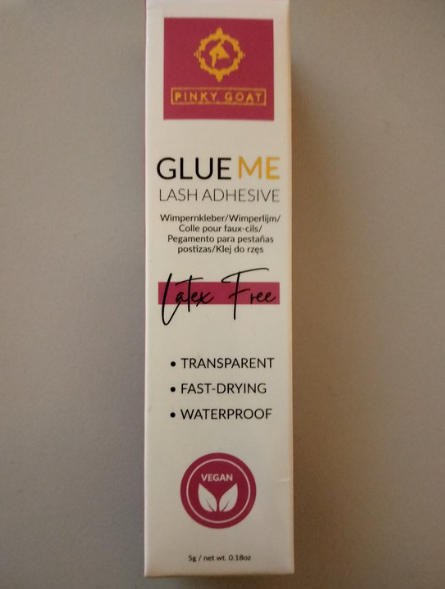 PINKY GOAT
GLUE ME
LASH ADHESIVE
Wimpernkleber/Wimperlijm/
Colle pour faux-cils/
Pegamento para pestañas
postizas/Klej do rzęs
Latex Free
• TRANSPARENT
• FAST-DRYING
• WATERPROOF
VEGAN
5g / net wt. 0.18oz